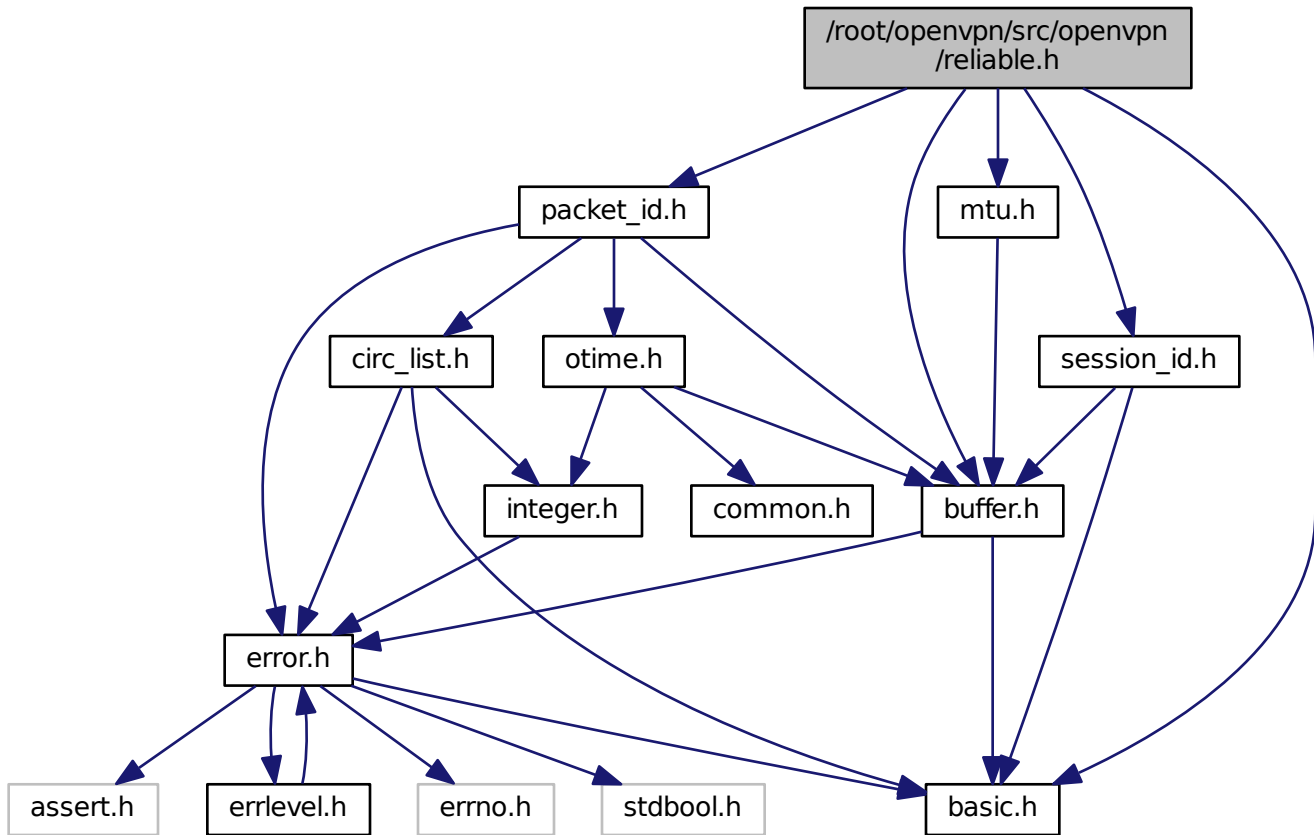 /root/openvpn/src/openvpn
/reliable.h
packet_id.h
mtu.h
circ_list.h
otime.h
session_id.h
integer.h
common.h
buffer.h
error.h
assert.h
errlevel.h
errno.h
stdbool.h
basic.h